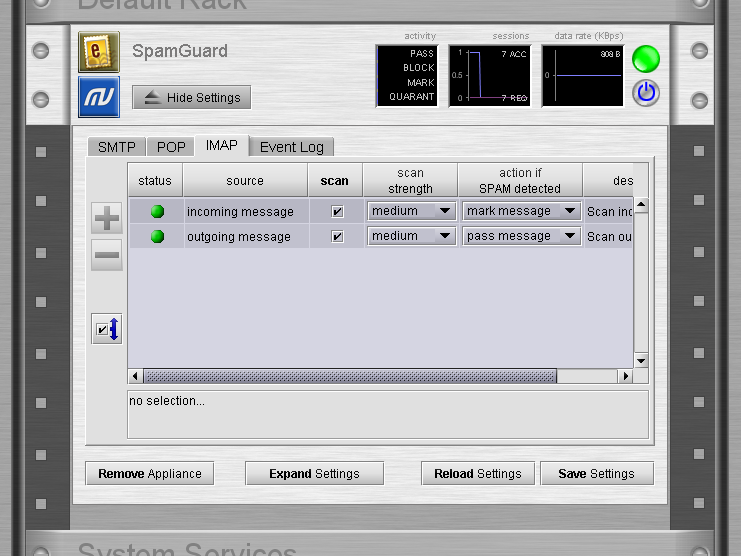 Default Rack
activity
sessions
data rate (KBps)
e
SpamGuard
PASS
BLOCK
MARK
QUARANT
1
0.5
0
7 ACC
7 REQ
808 B
0
Hide Settings
SMTP
POP
IMAP
Event Log
status
source
scan
scan strength
action if SPAM detected
des
incoming message
medium
mark message
Scan inc
outgoing message
medium
pass message
Scan ou
no selection...
Remove Appliance
Expand Settings
Reload Settings
Save Settings
System Services